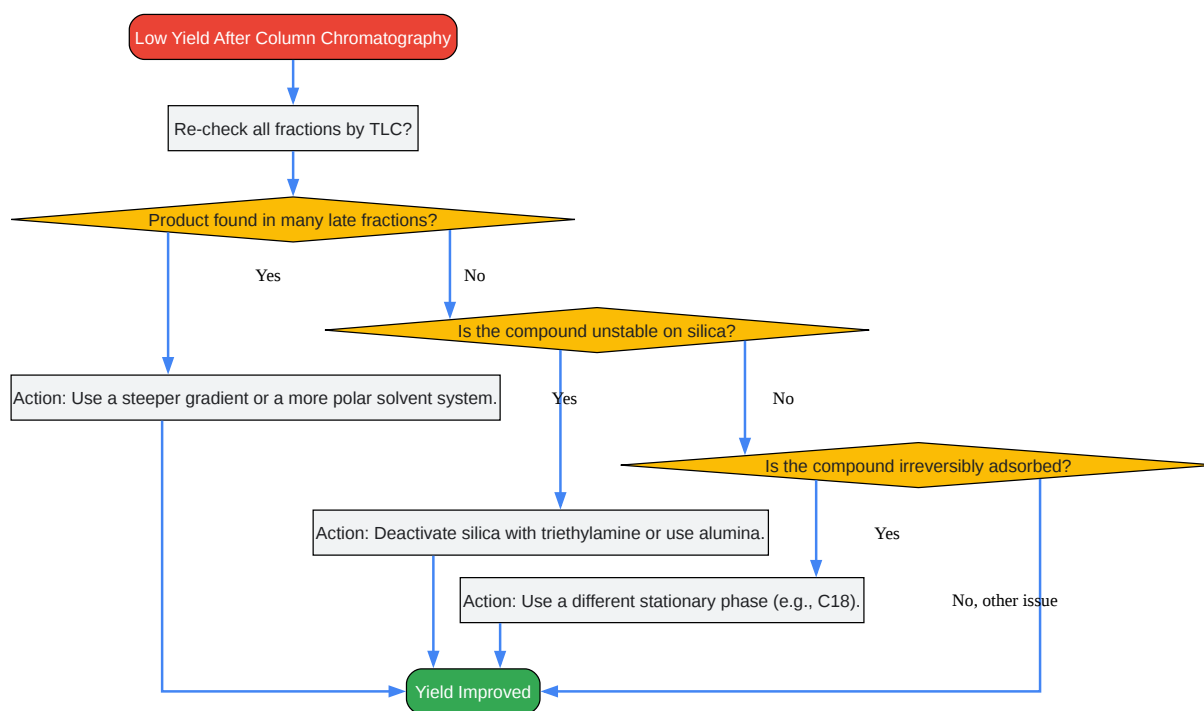 Low Yield After Column Chromatography
Re-check all fractions by TLC?
Product found in many late fractions?
Yes
No
Is the compound unstable on silica?
Action: Use a steeper gradient or a more polar solvent system.
Yes
No
Is the compound irreversibly adsorbed?
Action: Deactivate silica with triethylamine or use alumina.
Yes
Action: Use a different stationary phase (e.g., C18).
No, other issue
Yield Improved